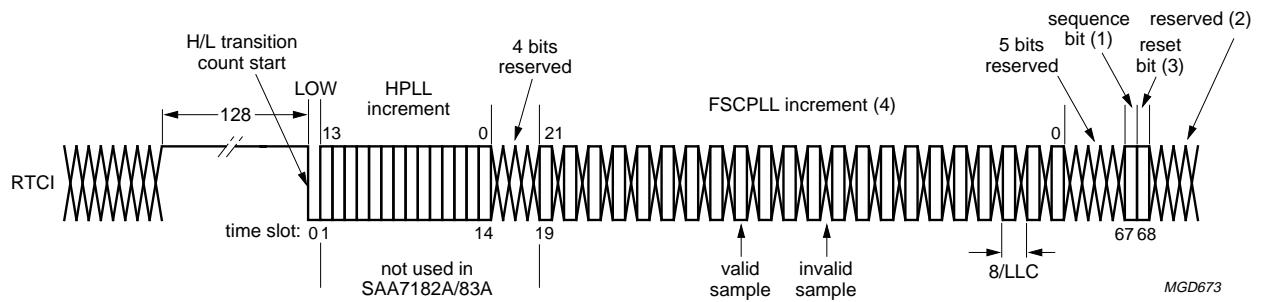 sequence
bit (1)
reserved (2)
H/L transition
count start
4 bits
reserved
5 bits
reserved
reset
bit (3)
LOW
HPLL
increment
FSCPLL increment (4)
128
13
0
21
0
RTCI
time slot:
0
1
14
19
67
68
not used in
SAA7182A/83A
valid
sample
invalid
sample
8/LLC
MGD673